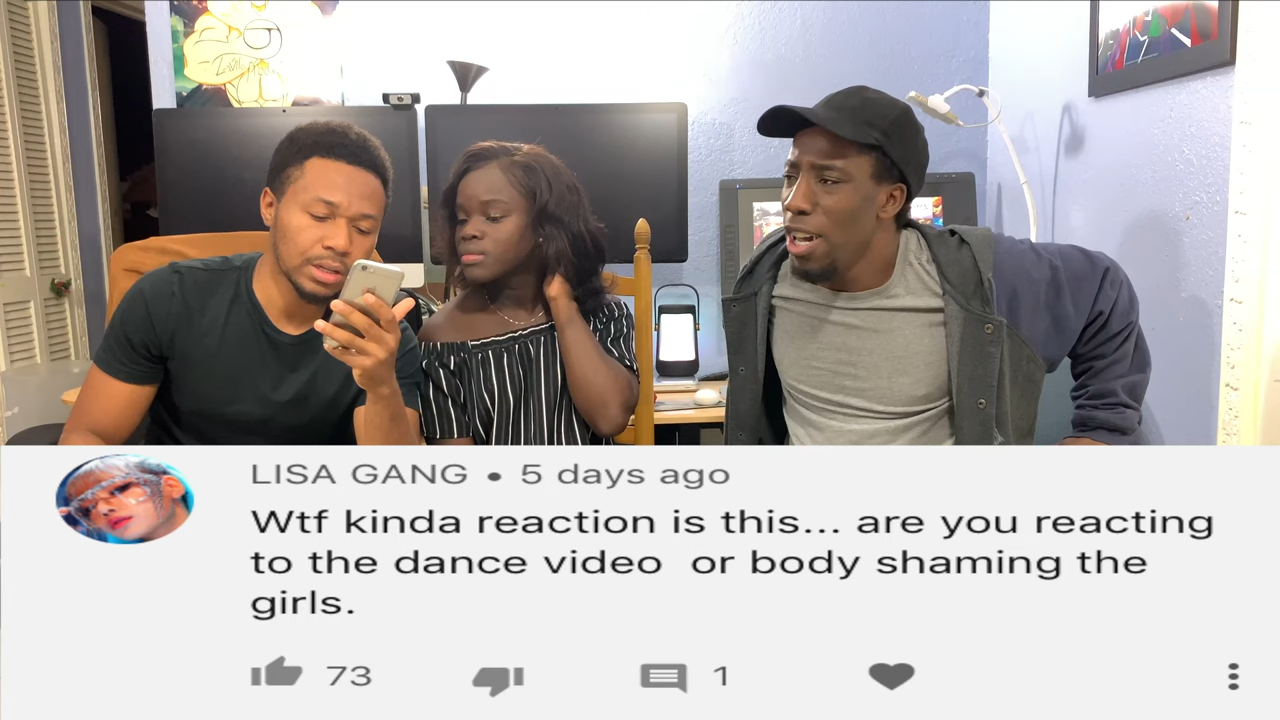 LISA GANG • 5 days ago
Wtf kinda reaction is this... are you reacting
to the dance video or body shaming the
girls.
73
1